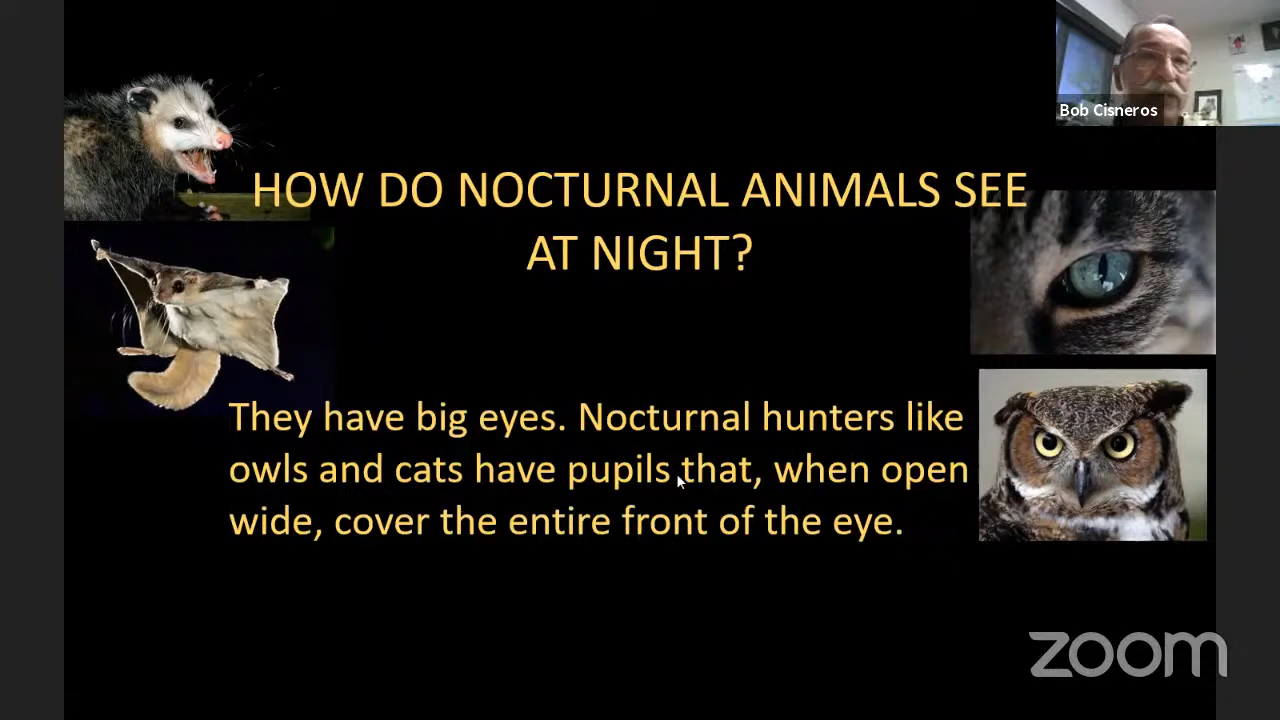 Bob Cisneros
HOW DO NOCTURNAL ANIMALS SEE
AT NIGHT?
They have big eyes. Nocturnal hunters like
owls and cats have pupils that, when open
wide, cover the entire front of the eye.
zoom